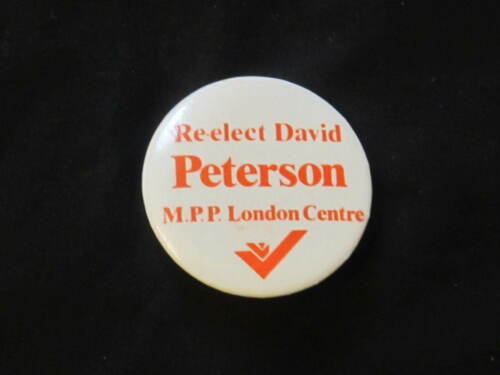 Re-elect David
Peterson
M.P.P. London Centre